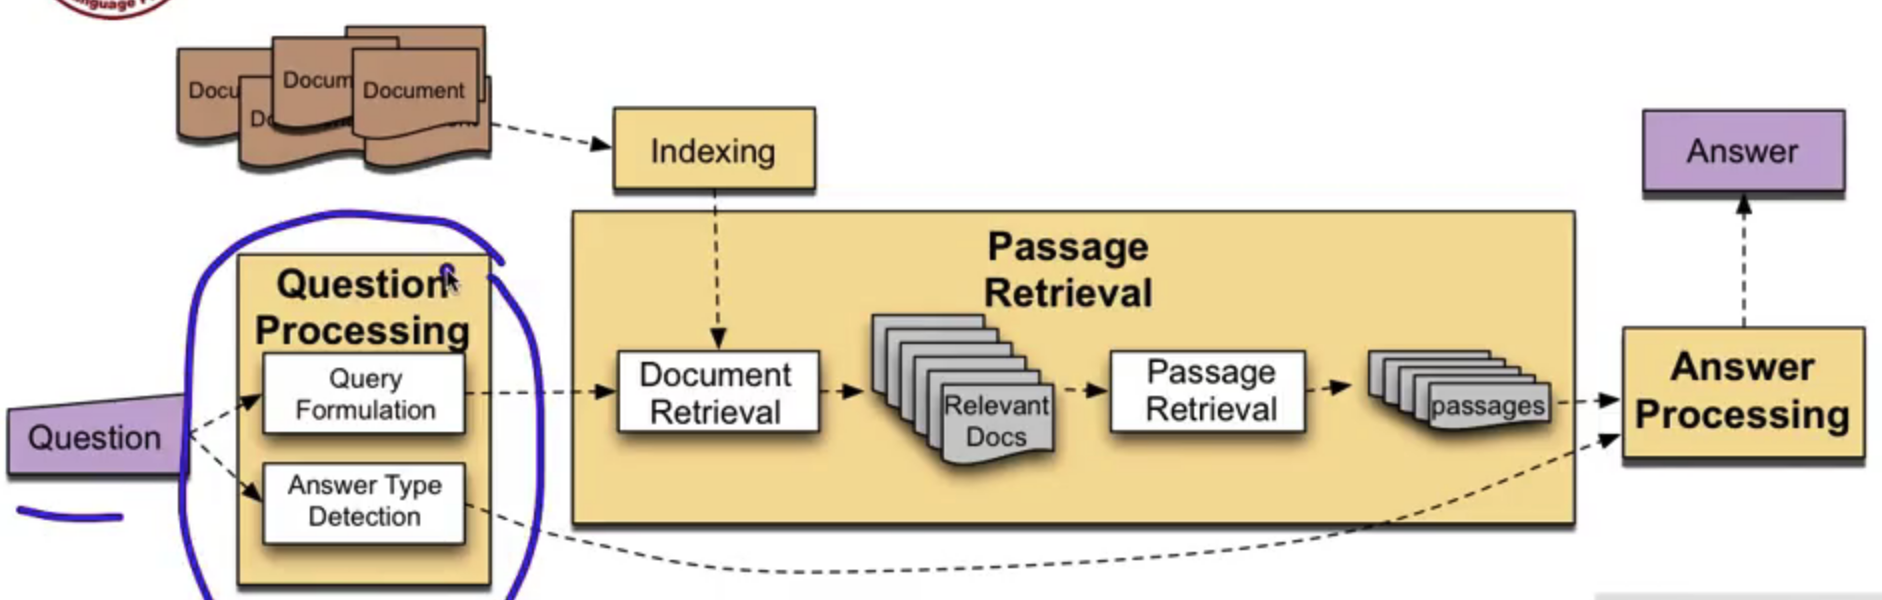 Docu
Docum
Document
Indexing
Answer
Question
Processing
Query
Formulation
Answer Type
Detection
Question
Passage
Retrieval
Document
Retrieval
Relevant
Docs
Passage
Retrieval
passages
Answer
Processing